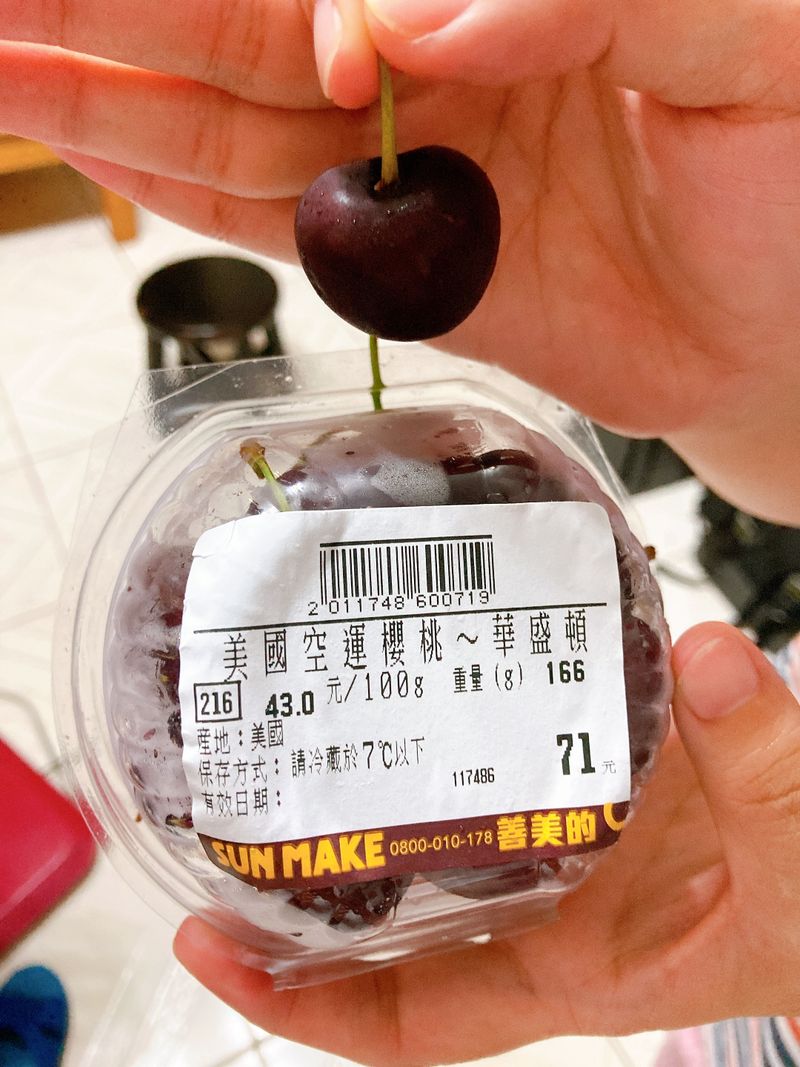 2 011748 600719
美國空運櫻桃~華盛頓
216 43.0 元/100g 重量(g) 166
產地:美國
保存方式:請冷藏於7℃以下 71元
有效日期: 117486
SUN MAKE 0800-010-178 善美的